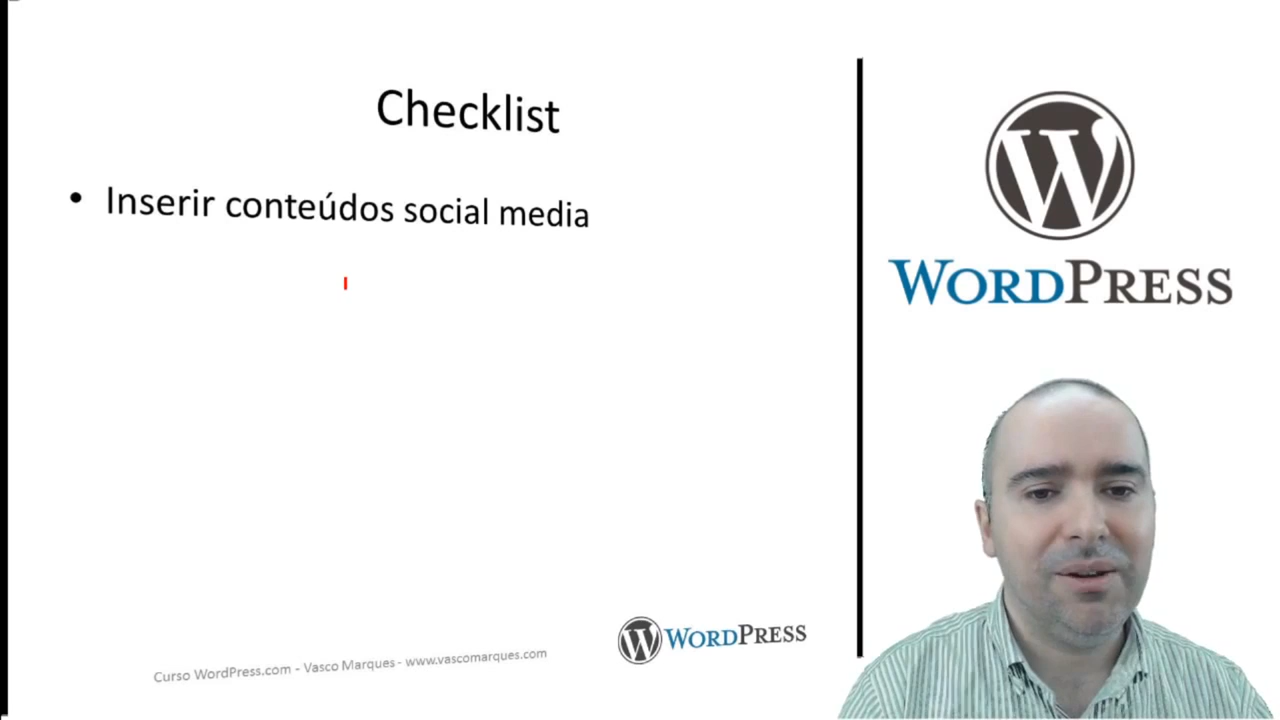 Checklist
• Inserir conteúdos social media
WORDPRESS
WORDPRESS
Curso WordPress.com - Vasco Marques - www.vascomarques.com